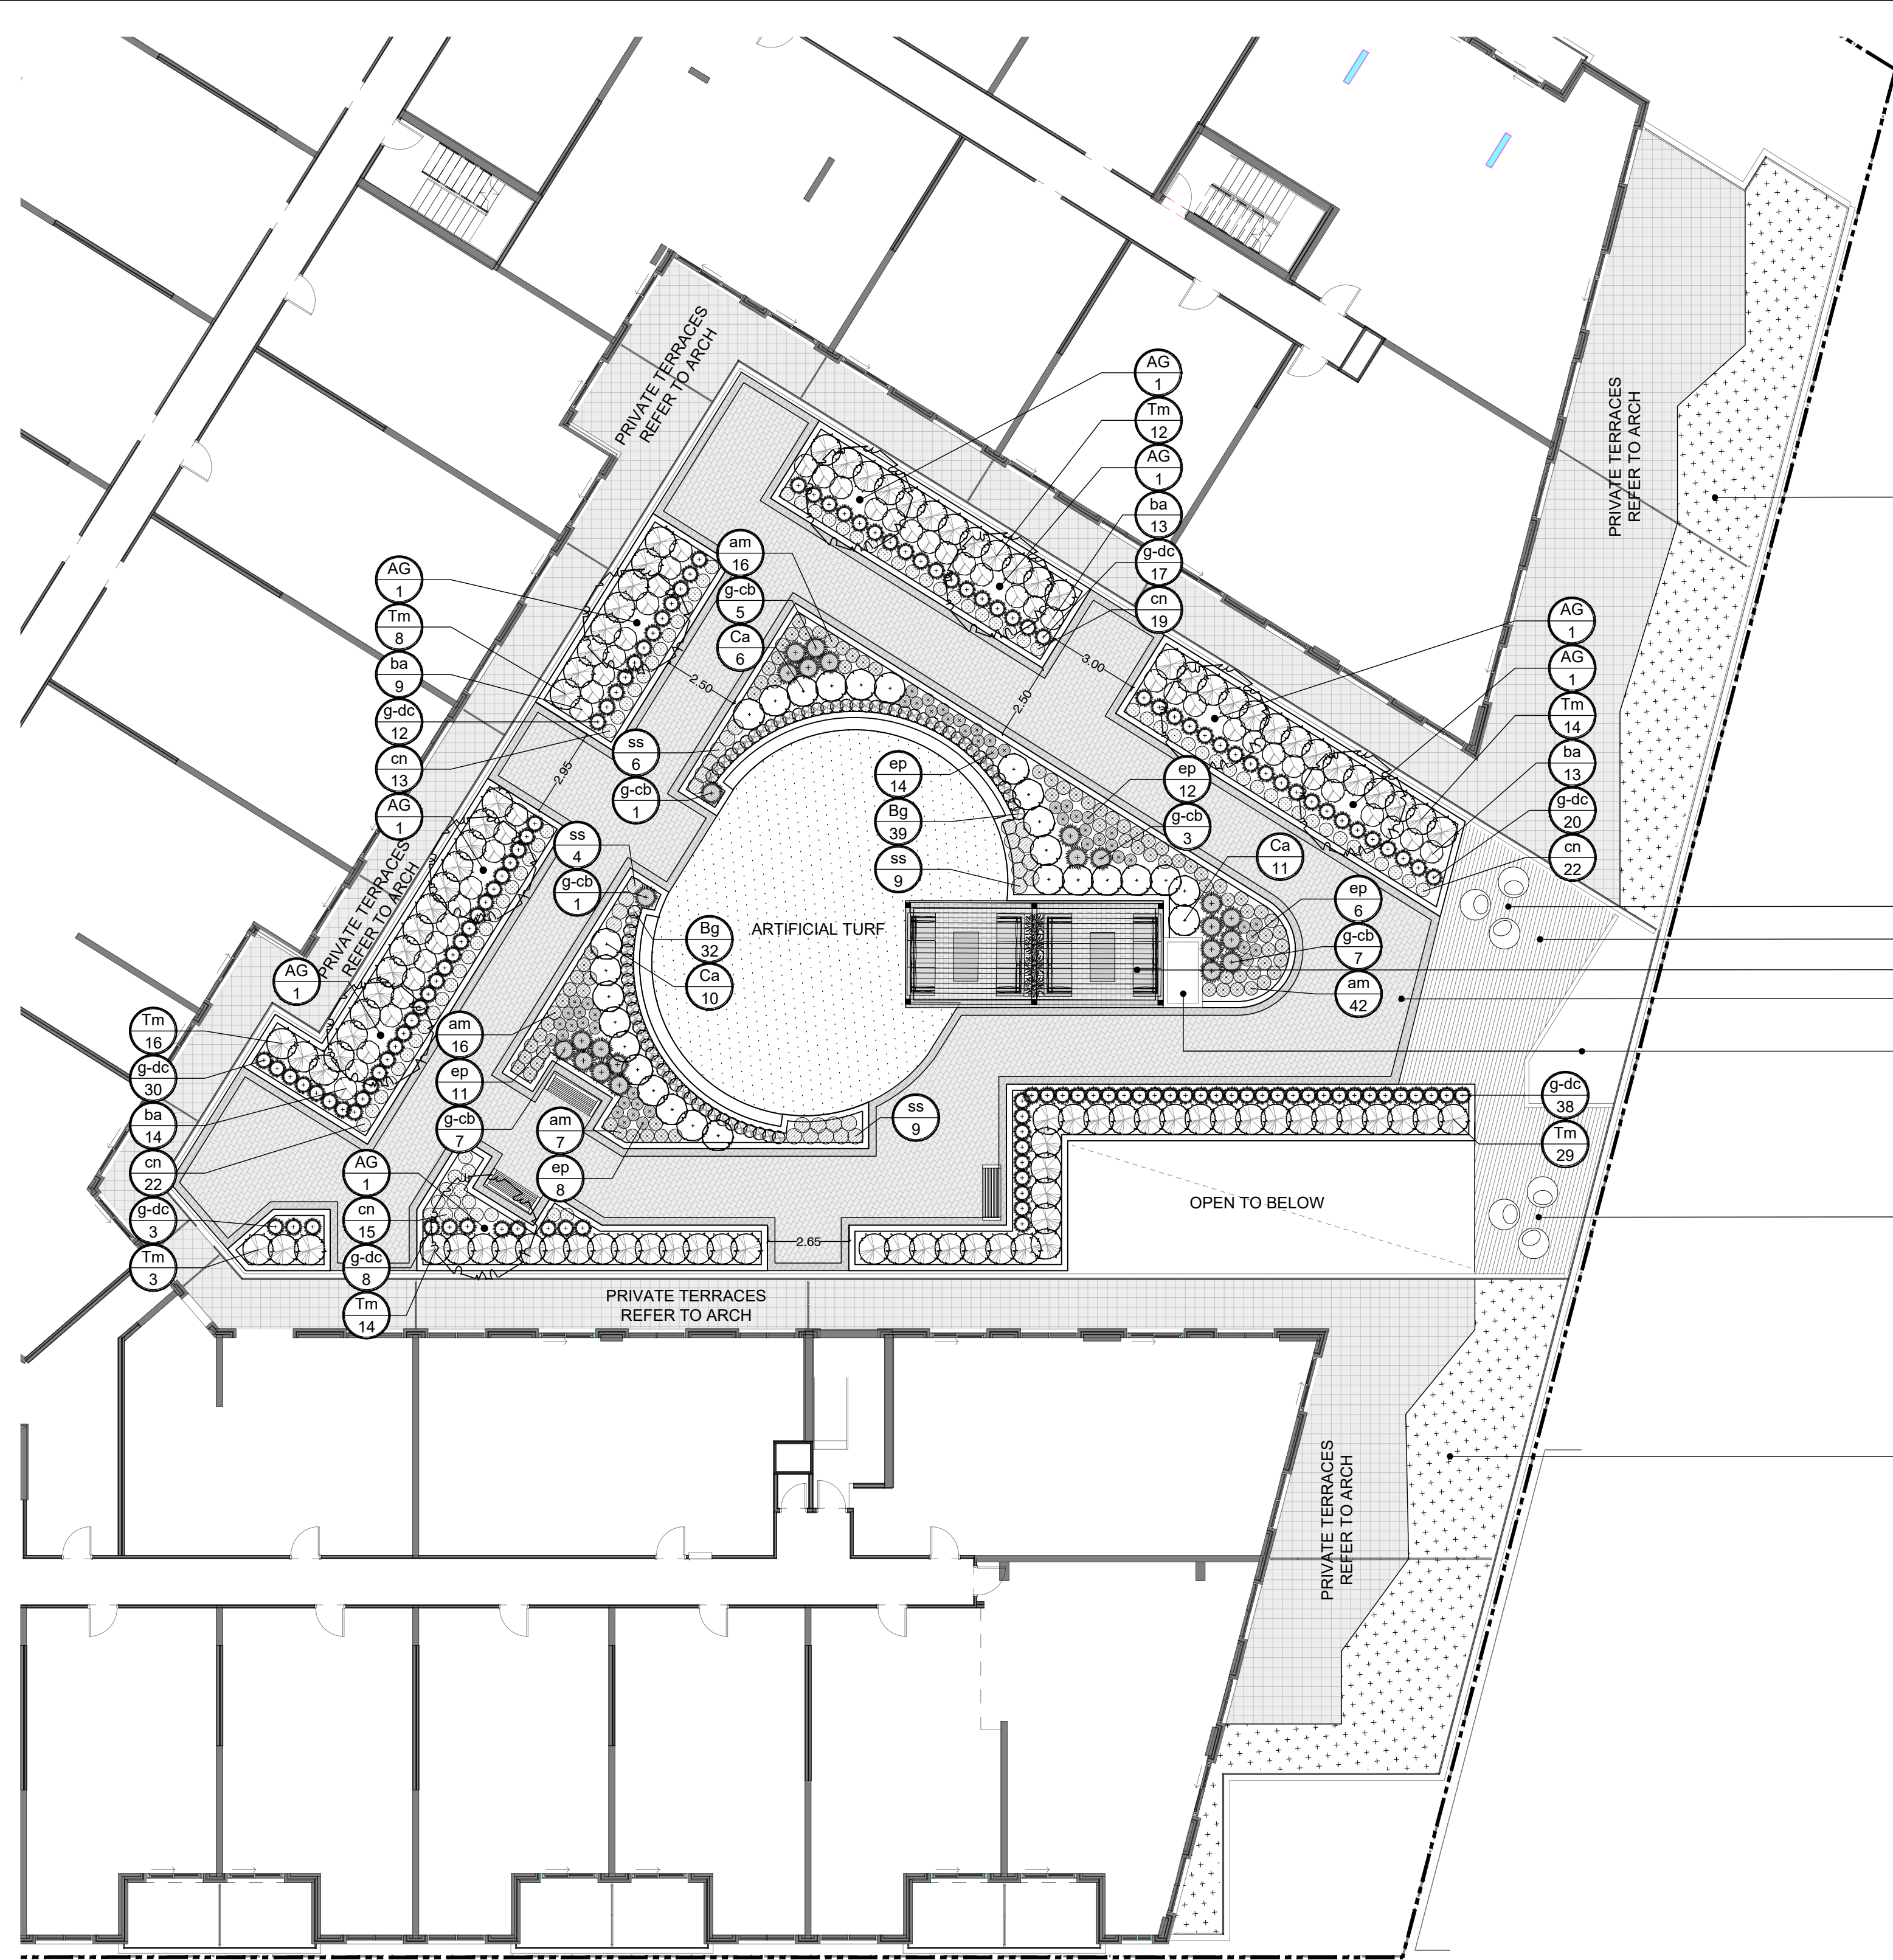 PRIVATE TERRACES
REFER TO ARCH
AG
1
Tm
12
AG
1
ba
13
g-dc
17
cn
19
PRIVATE TERRACES
REFER TO ARCH
am
16
g-cb
5
Ca
6
AG
1
Tm
8
ba
9
g-dc
12
cn
13
AG
1
2.50
3.00
2.50
2.95
AG
1
AG
1
Tm
14
ba
13
g-dc
20
cn
22
ss
6
g-cb
1
ep
14
Bg
39
ss
9
ep
12
g-cb
3
Ca
11
ss
4
g-cb
1
ep
6
g-cb
7
am
42
PRIVATE TERRACES
REFER TO ARCH
ARTIFICIAL TURF
Bg
32
Ca
10
AG
1
Tm
16
g-dc
30
ba
14
cn
22
g-dc
3
Tm
3
am
16
ep
11
g-cb
7
am
7
ep
8
ss
9
g-dc
38
Tm
29
AG
1
cn
15
g-dc
8
Tm
14
OPEN TO BELOW
2.65
PRIVATE TERRACES
REFER TO ARCH
PRIVATE TERRACES
REFER TO ARCH